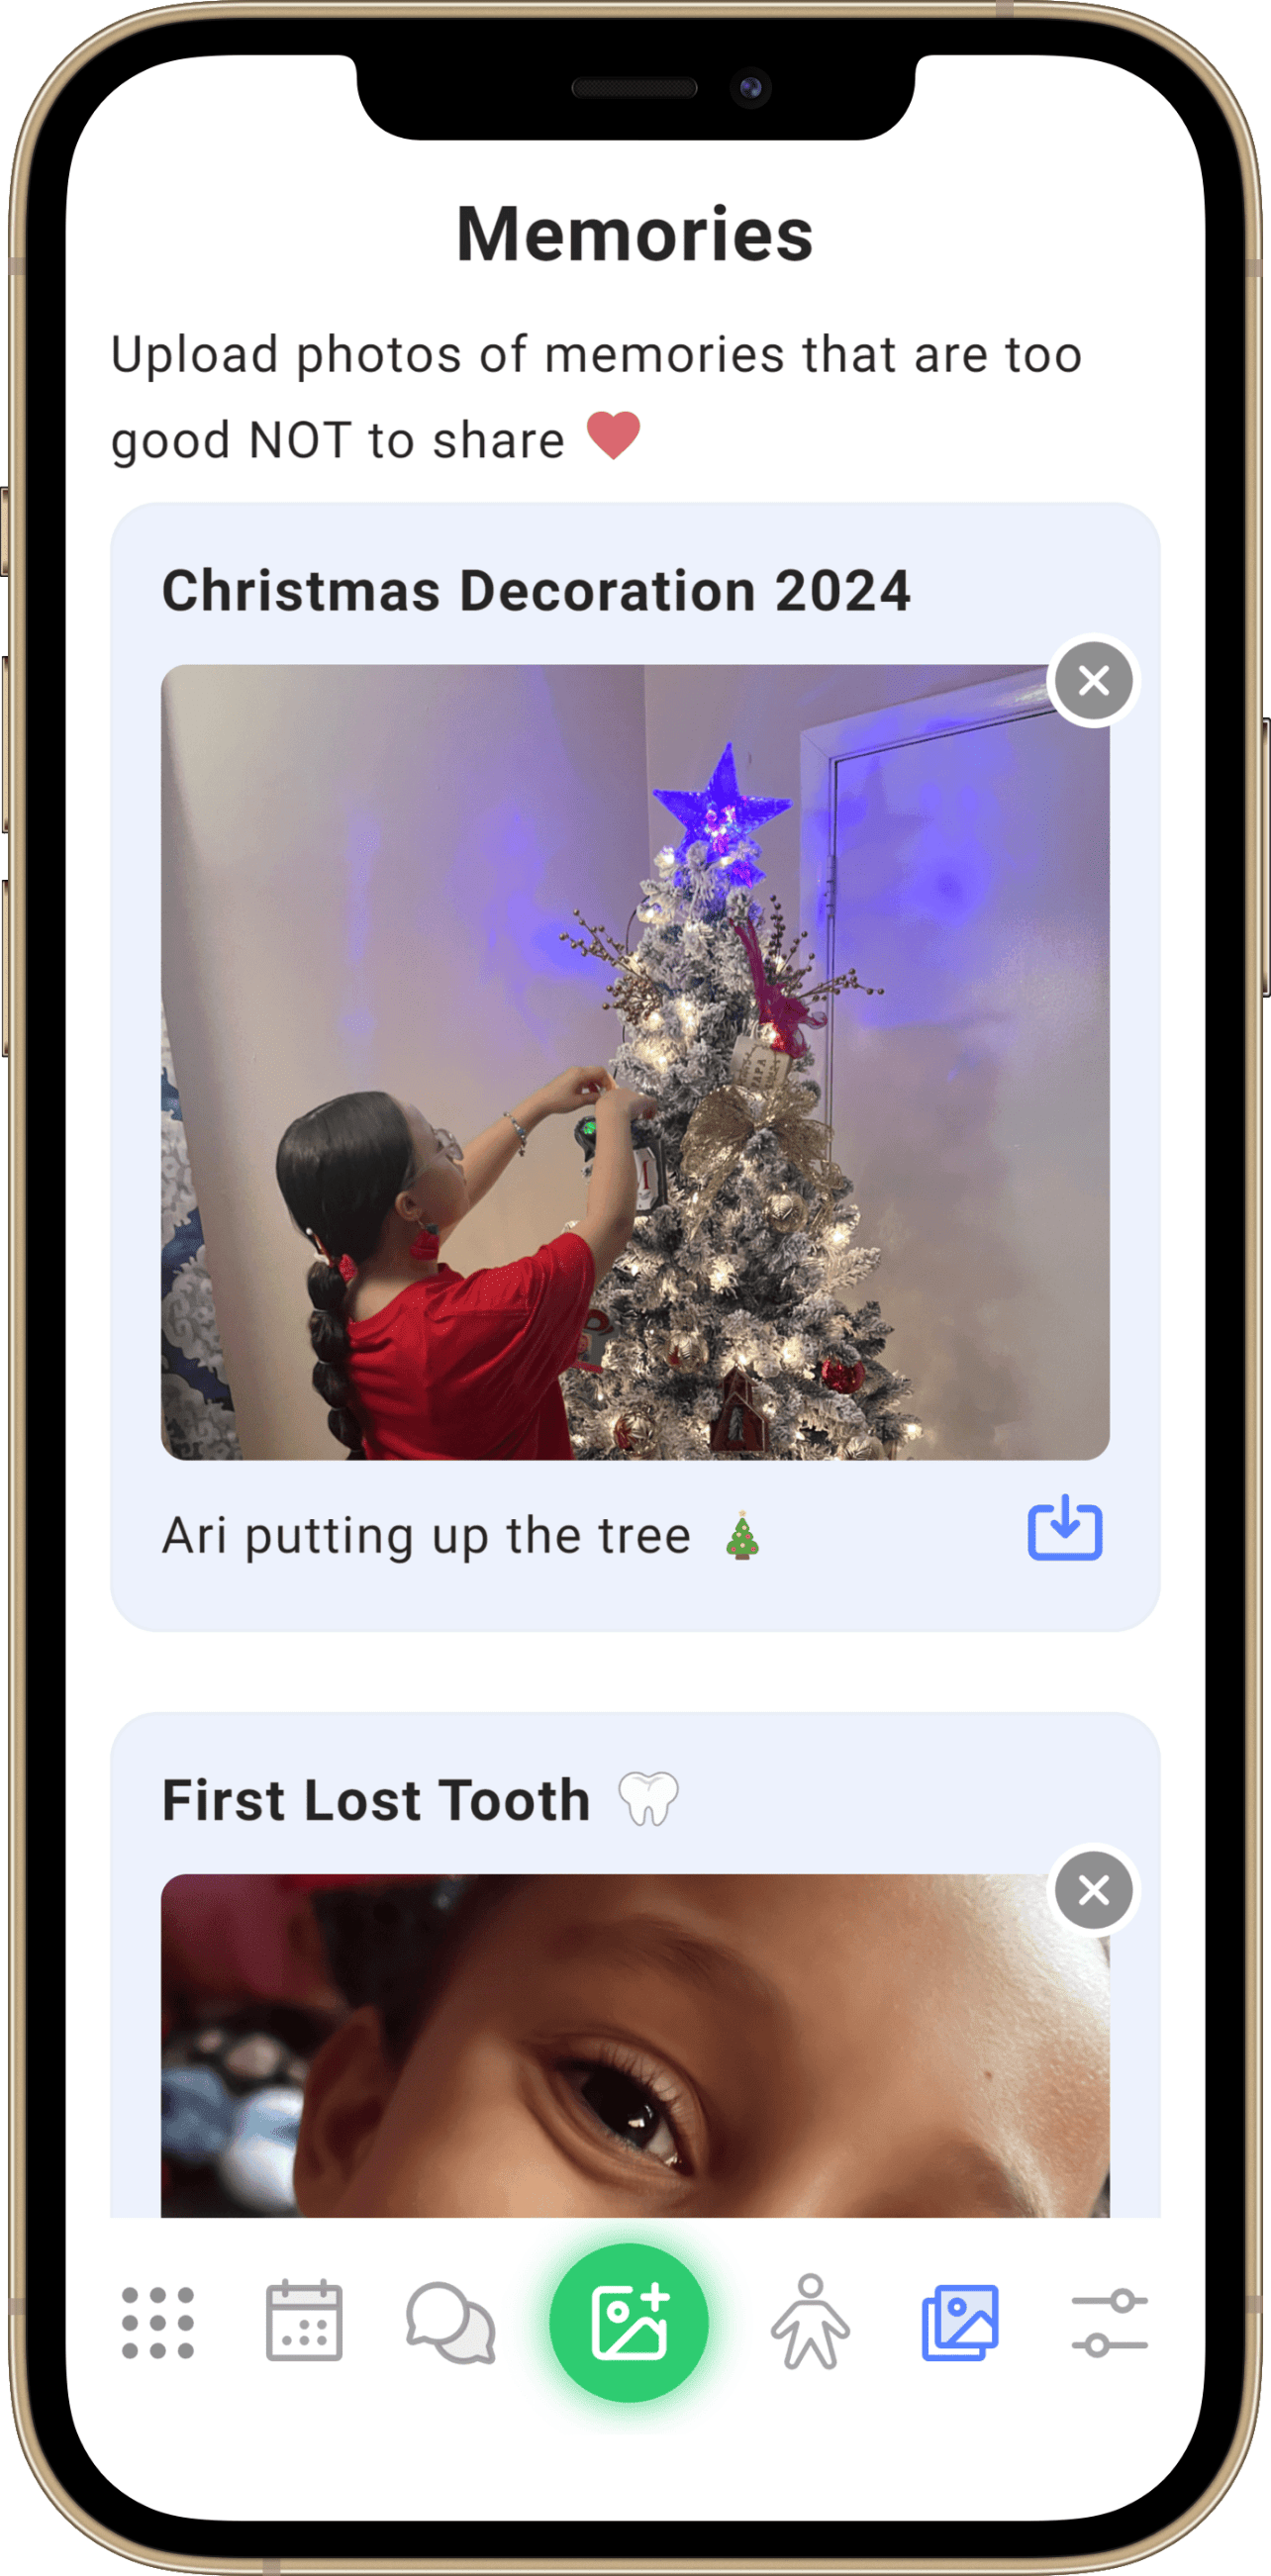 Memories
Upload photos of memories that are too
good NOT to share ❤️
Christmas Decoration 2024
Ari putting up the tree 🎄
First Lost Tooth 🦷